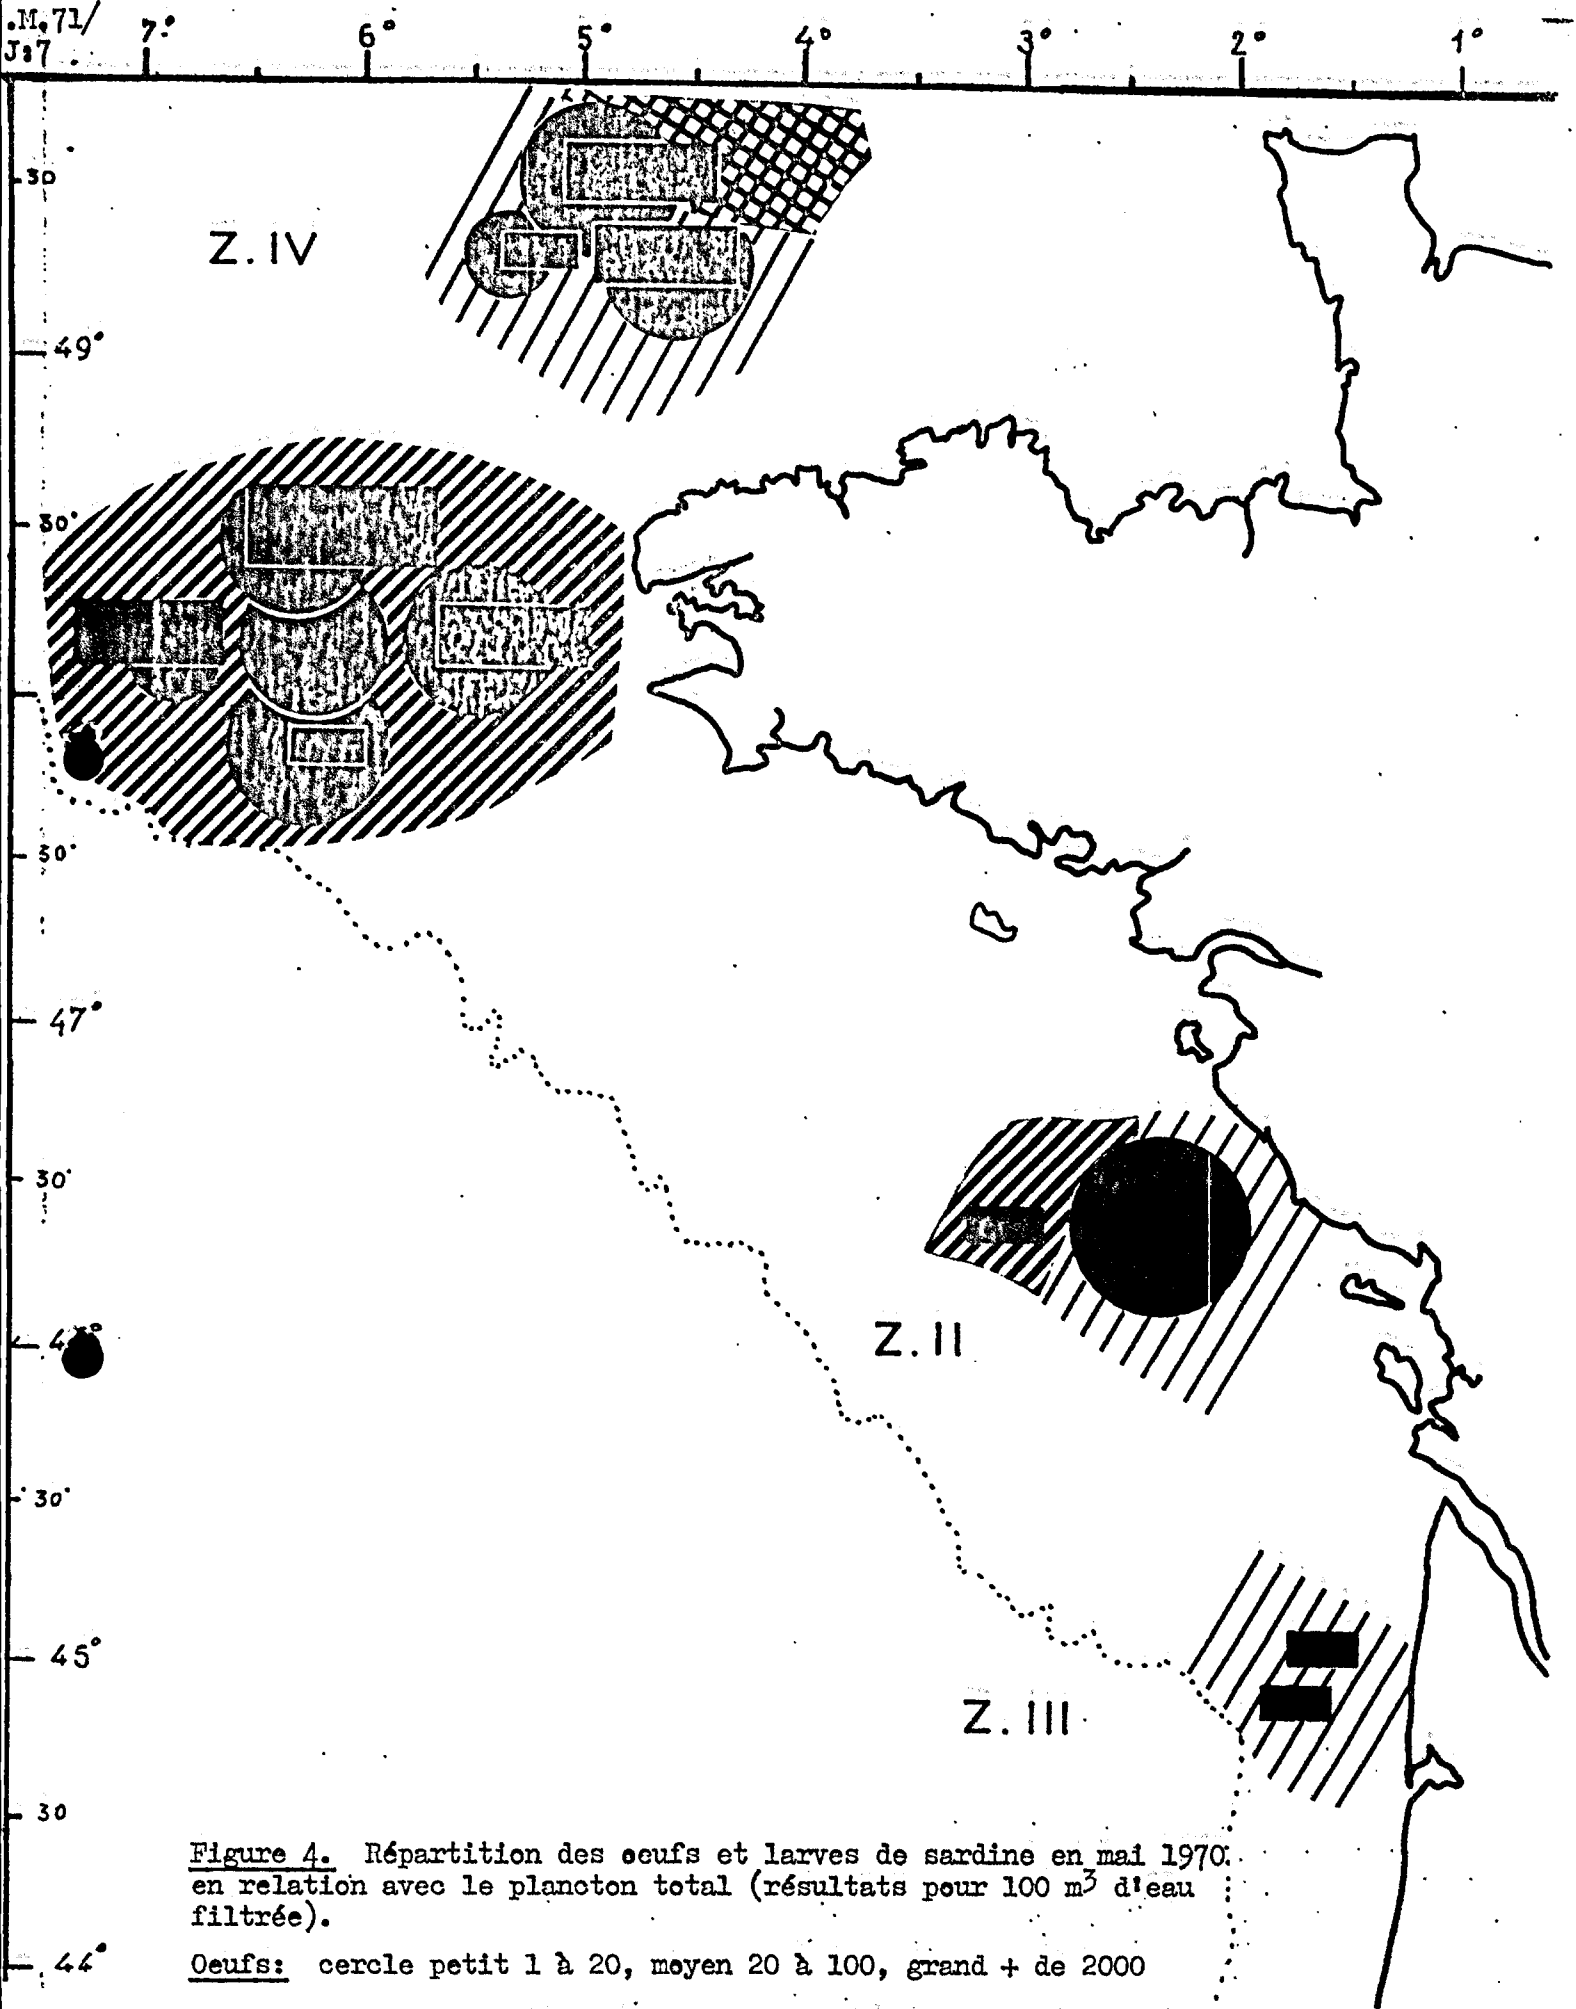 .M.71/
J:7
7° 6° 5° 4° 3° 2° 1°
30
Z. IV
49°
30'
30'
47°
30'
Z. II
30'
45°
Z. III
30
Figure 4. Répartition des oeufs et larves de sardine en mai 1970
en relation avec le plancton total (résultats pour 100 m³ d'eau
filtrée).
44°
Oeufs: cercle petit 1 à 20, moyen 20 à 100, grand + de 2000